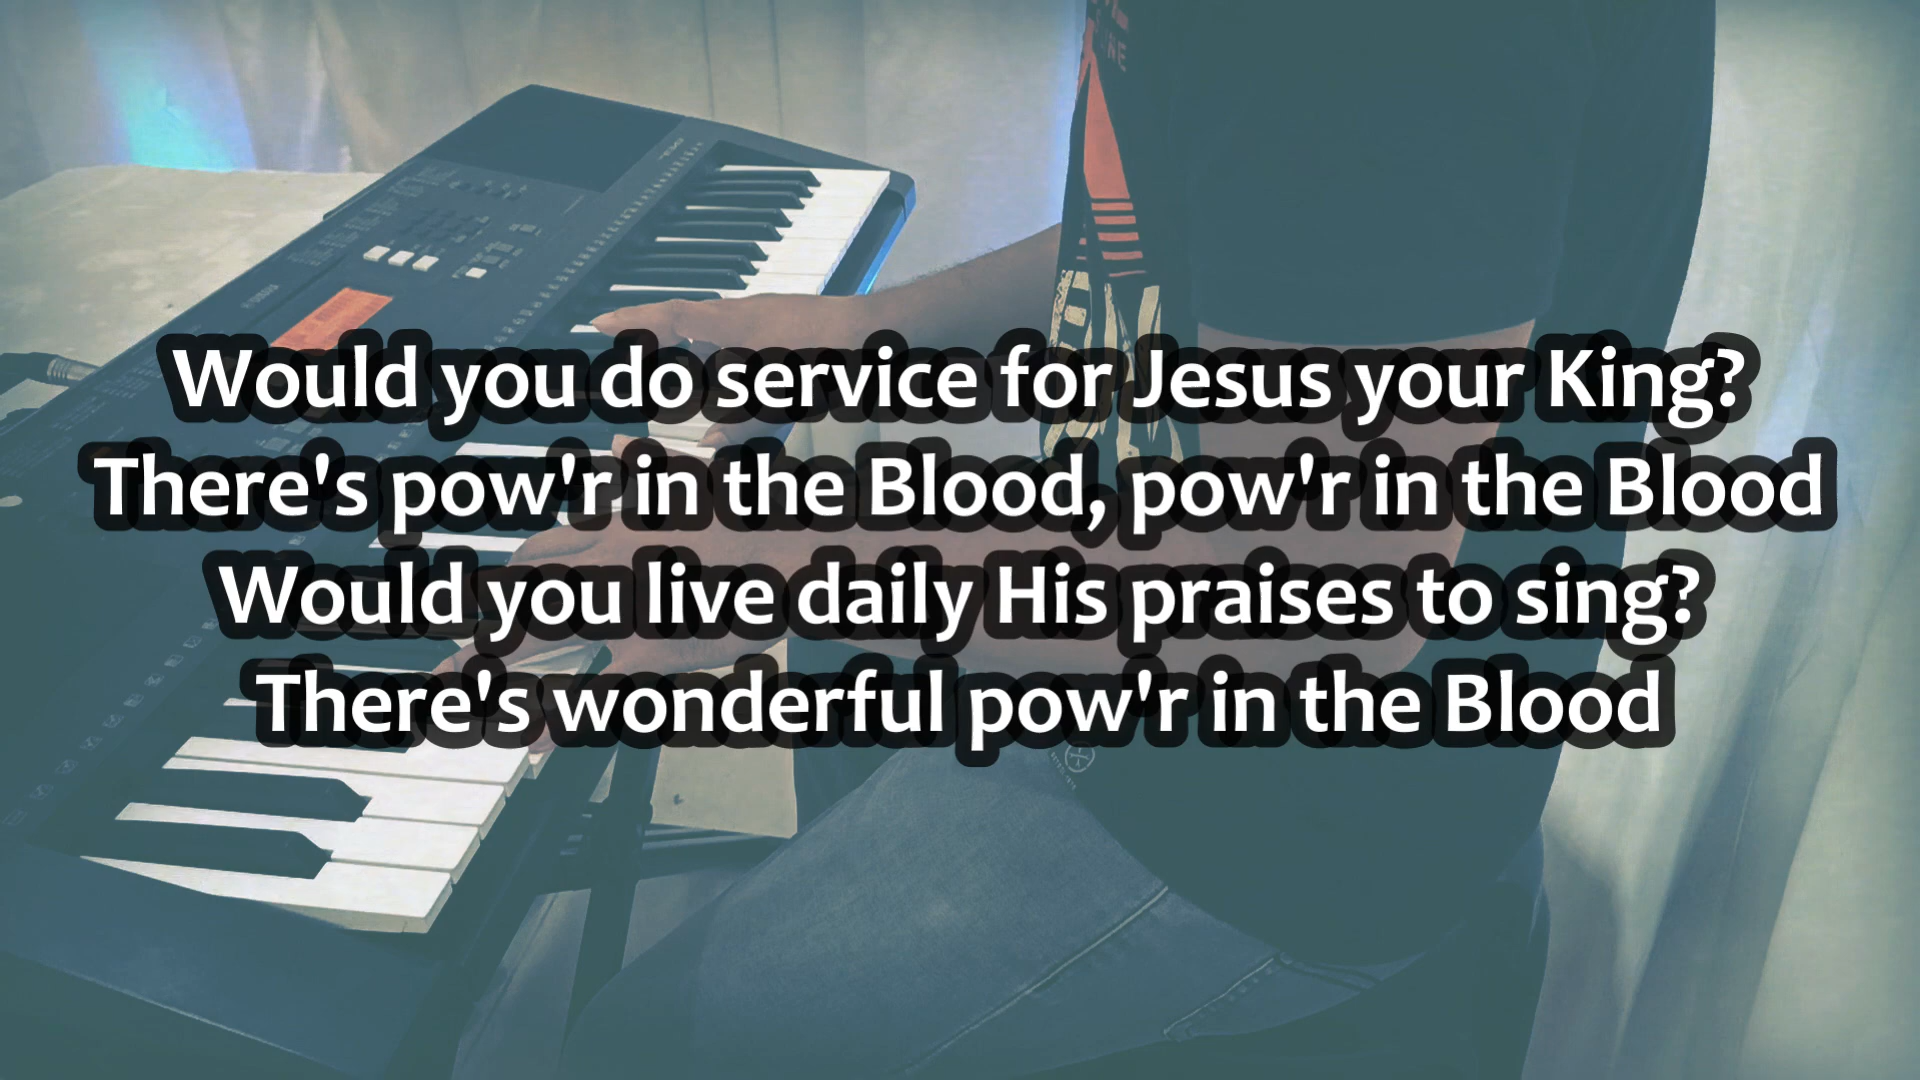 Would you do service for Jesus your King?
There's pow'r in the Blood, pow'r in the Blood
Would you live daily His praises to sing?
There's wonderful pow'r in the Blood